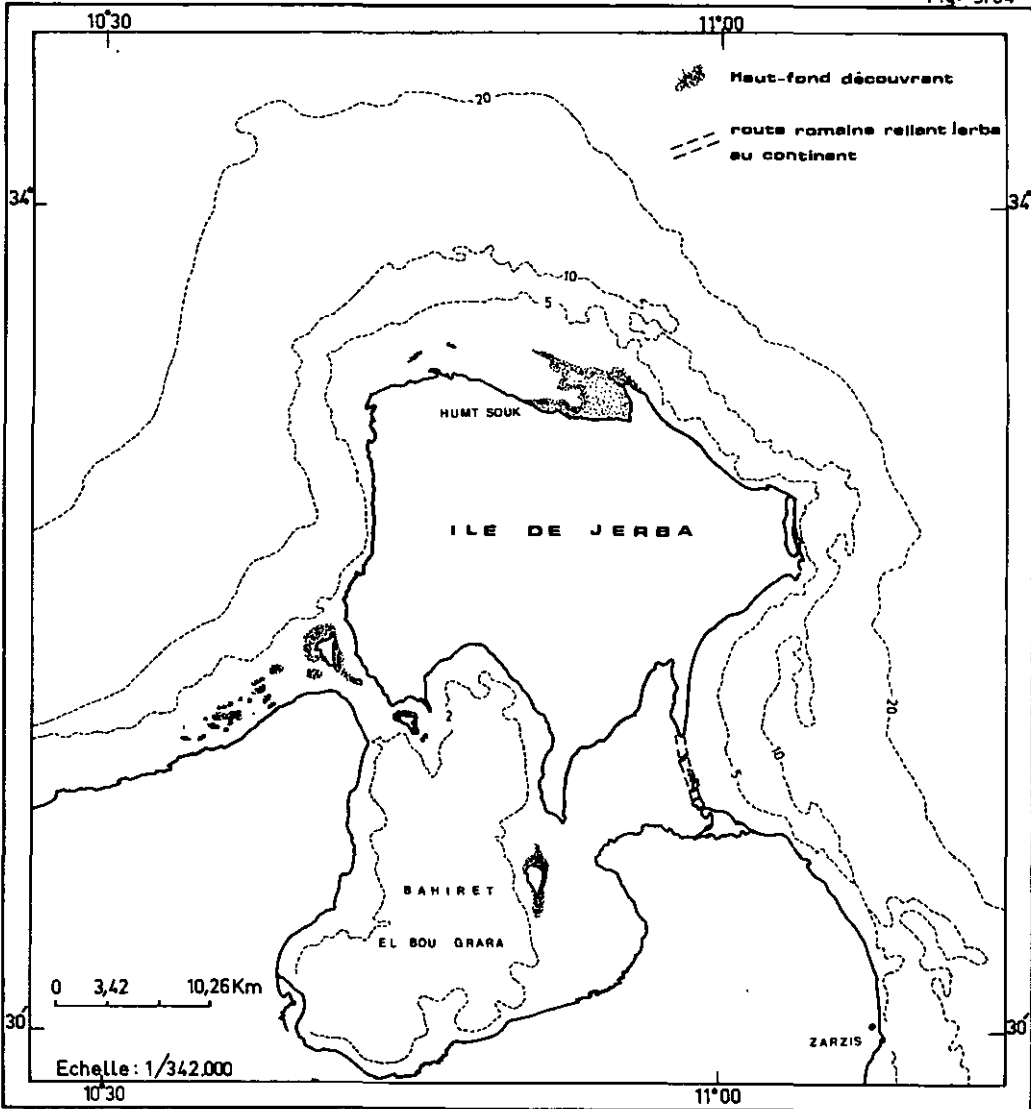 10°30
11°00
Haut-fond découvrant
route romaine reliant Jerba
au continent
20
34°
34°
10
5
HUMT SOUK
ILE DE JERBA
2
20
10
5
BAHIRET
EL BOU GRARA
0 3,42 10,26 Km
30'
30'
ZARZIS
Echelle : 1/342.000
10°30
11°00